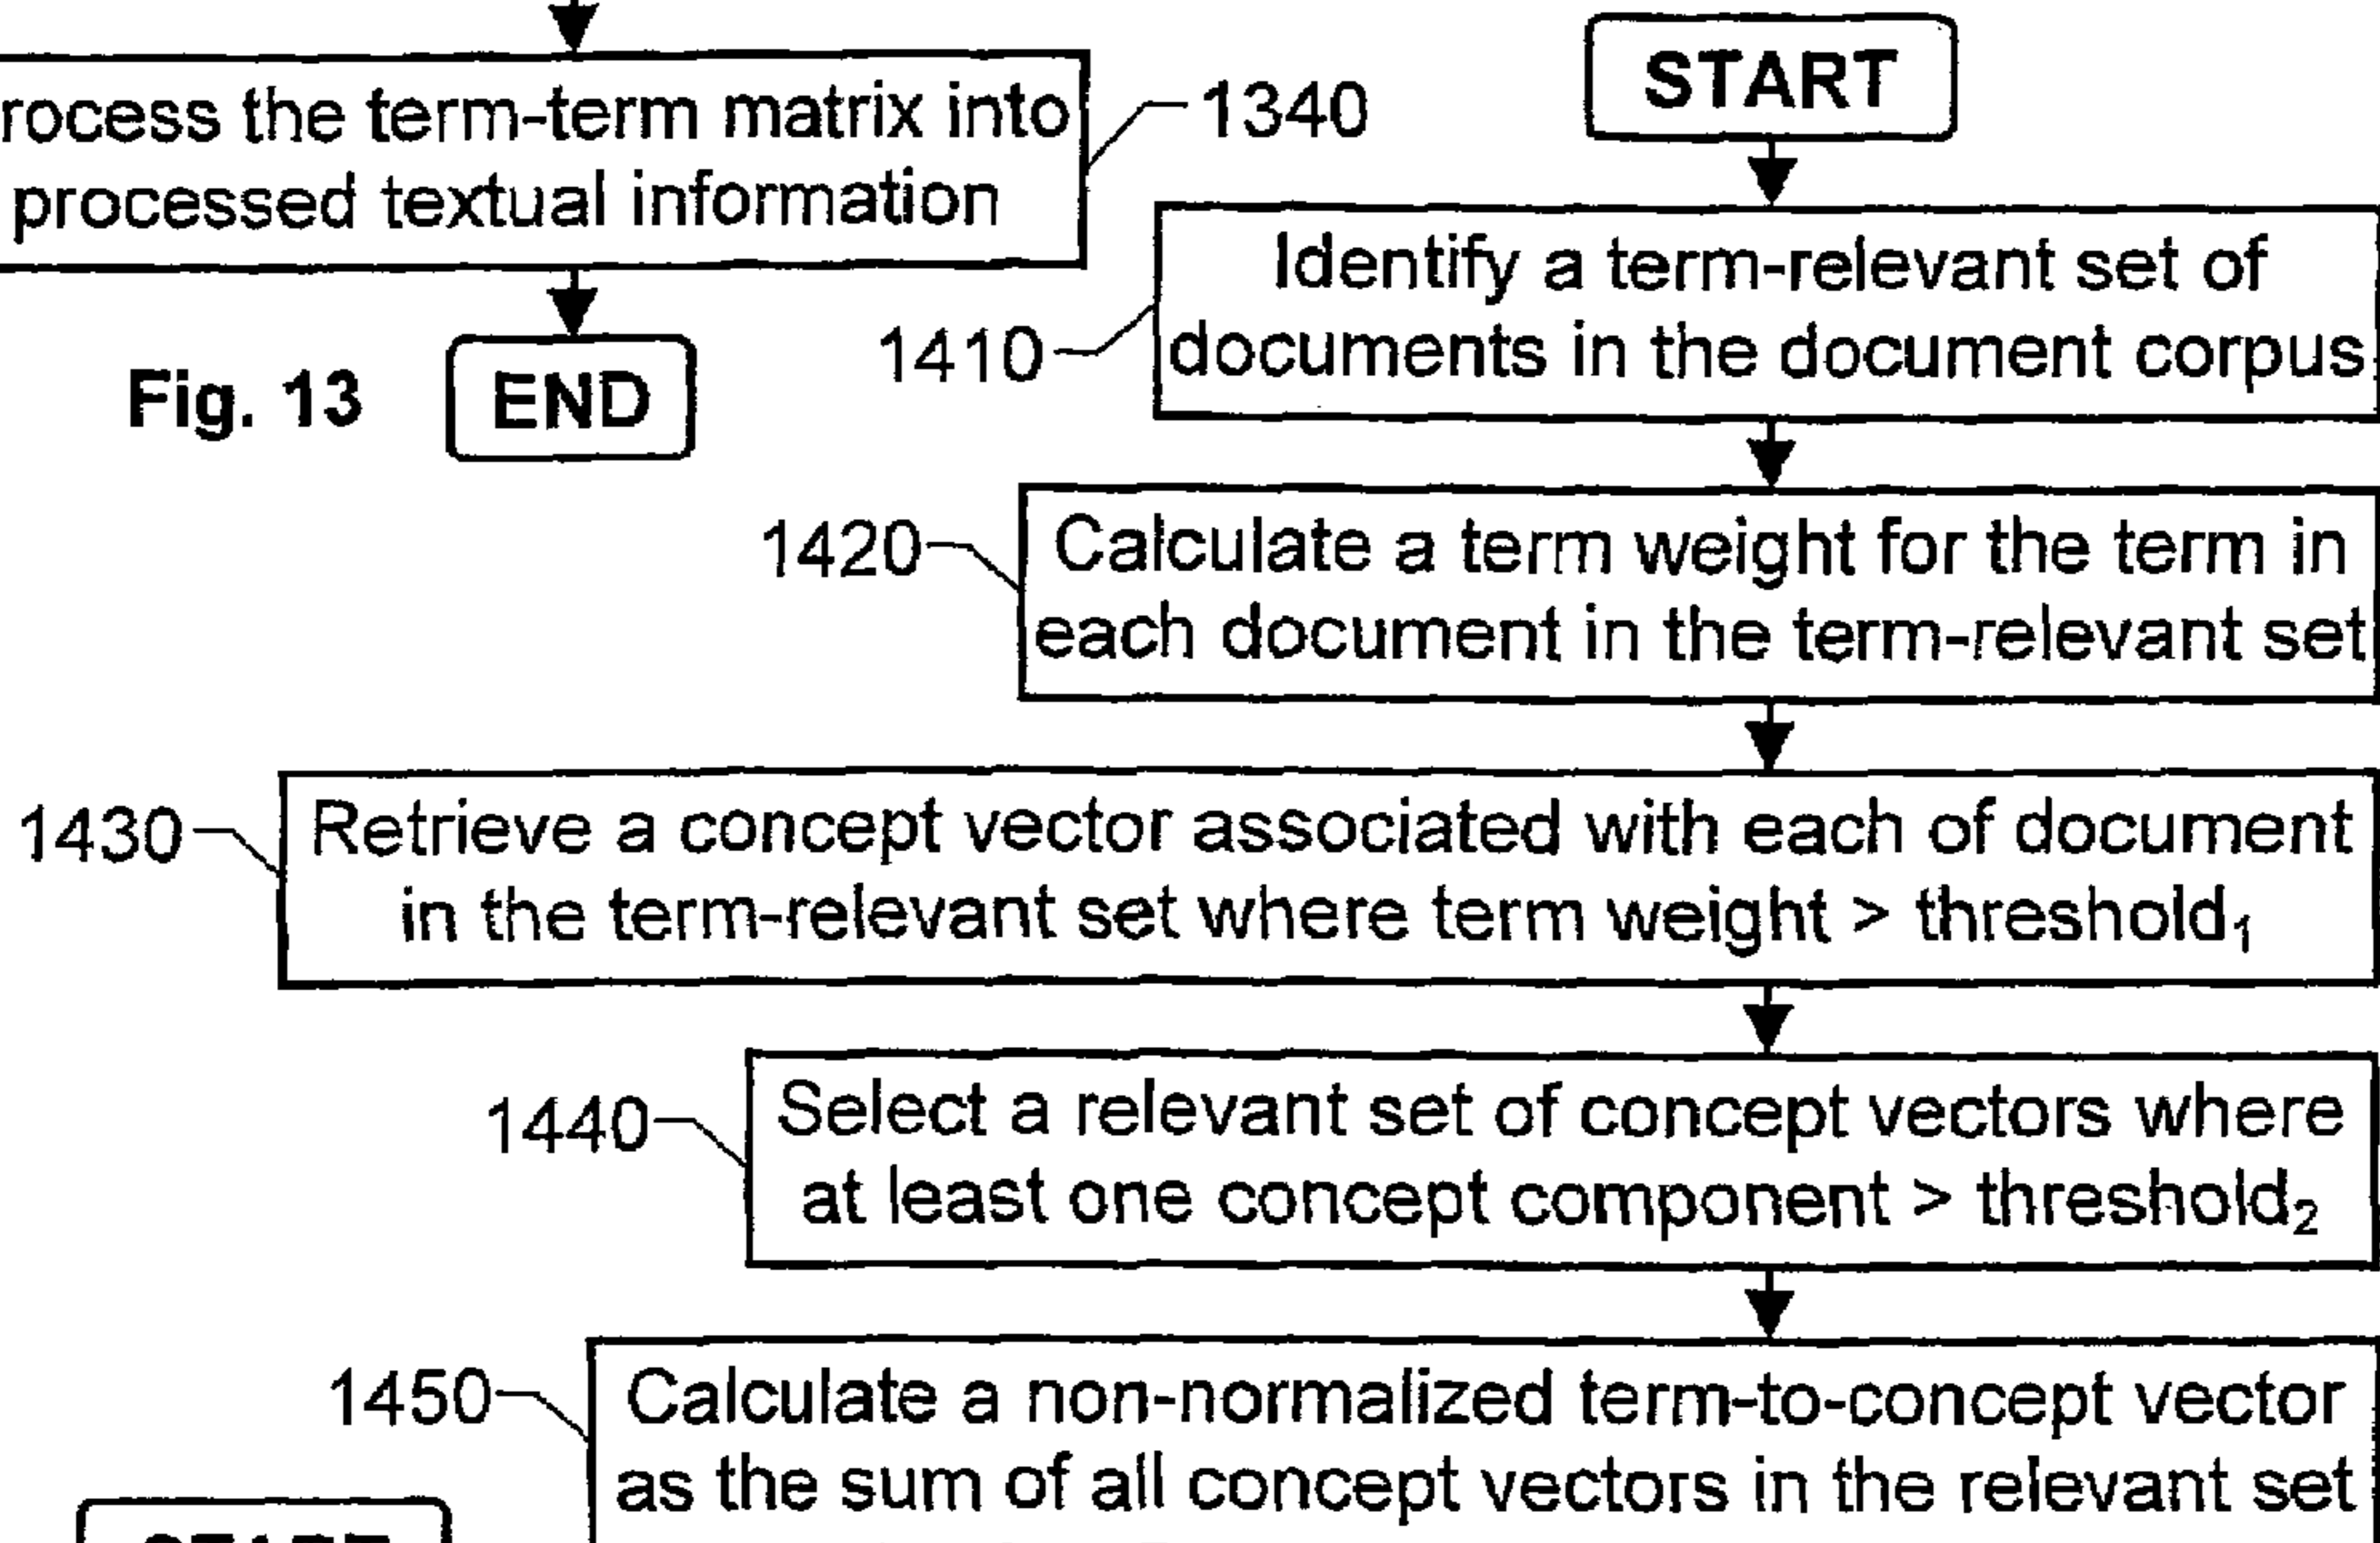 rocess the term-term matrix into
processed textual information
1340
END
Fig. 13
START
Identify a term-relevant set of
documents in the document corpus
1410
Calculate a term weight for the term in
each document in the term-relevant set
1420
Retrieve a concept vector associated with each of document
in the term-relevant set where term weight > threshold₁
1430
Select a relevant set of concept vectors where
at least one concept component > threshold₂
1440
Calculate a non-normalized term-to-concept vector
as the sum of all concept vectors in the relevant set
1450